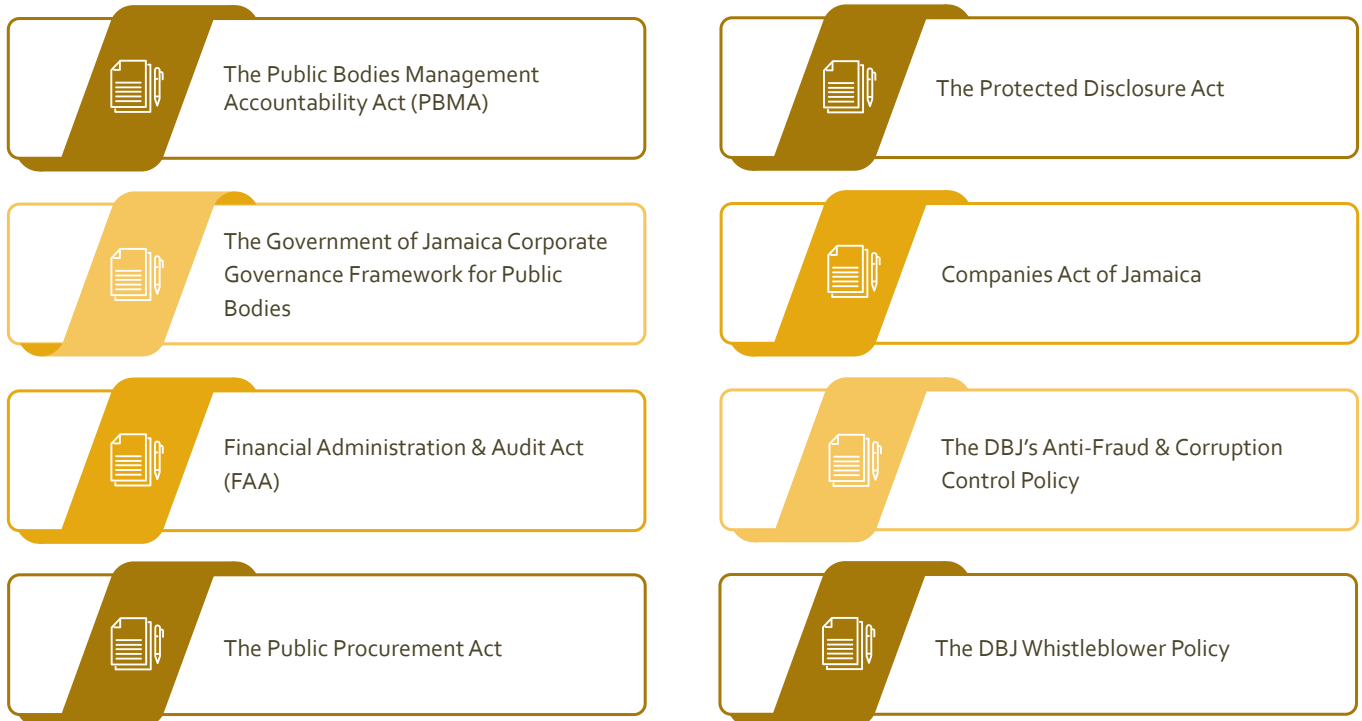 The Public Bodies Management
Accountability Act (PBMA)
The Protected Disclosure Act
The Government of Jamaica Corporate
Governance Framework for Public
Bodies
Companies Act of Jamaica
Financial Administration & Audit Act
(FAA)
The DBJ's Anti-Fraud & Corruption
Control Policy
The Public Procurement Act
The DBJ Whistleblower Policy